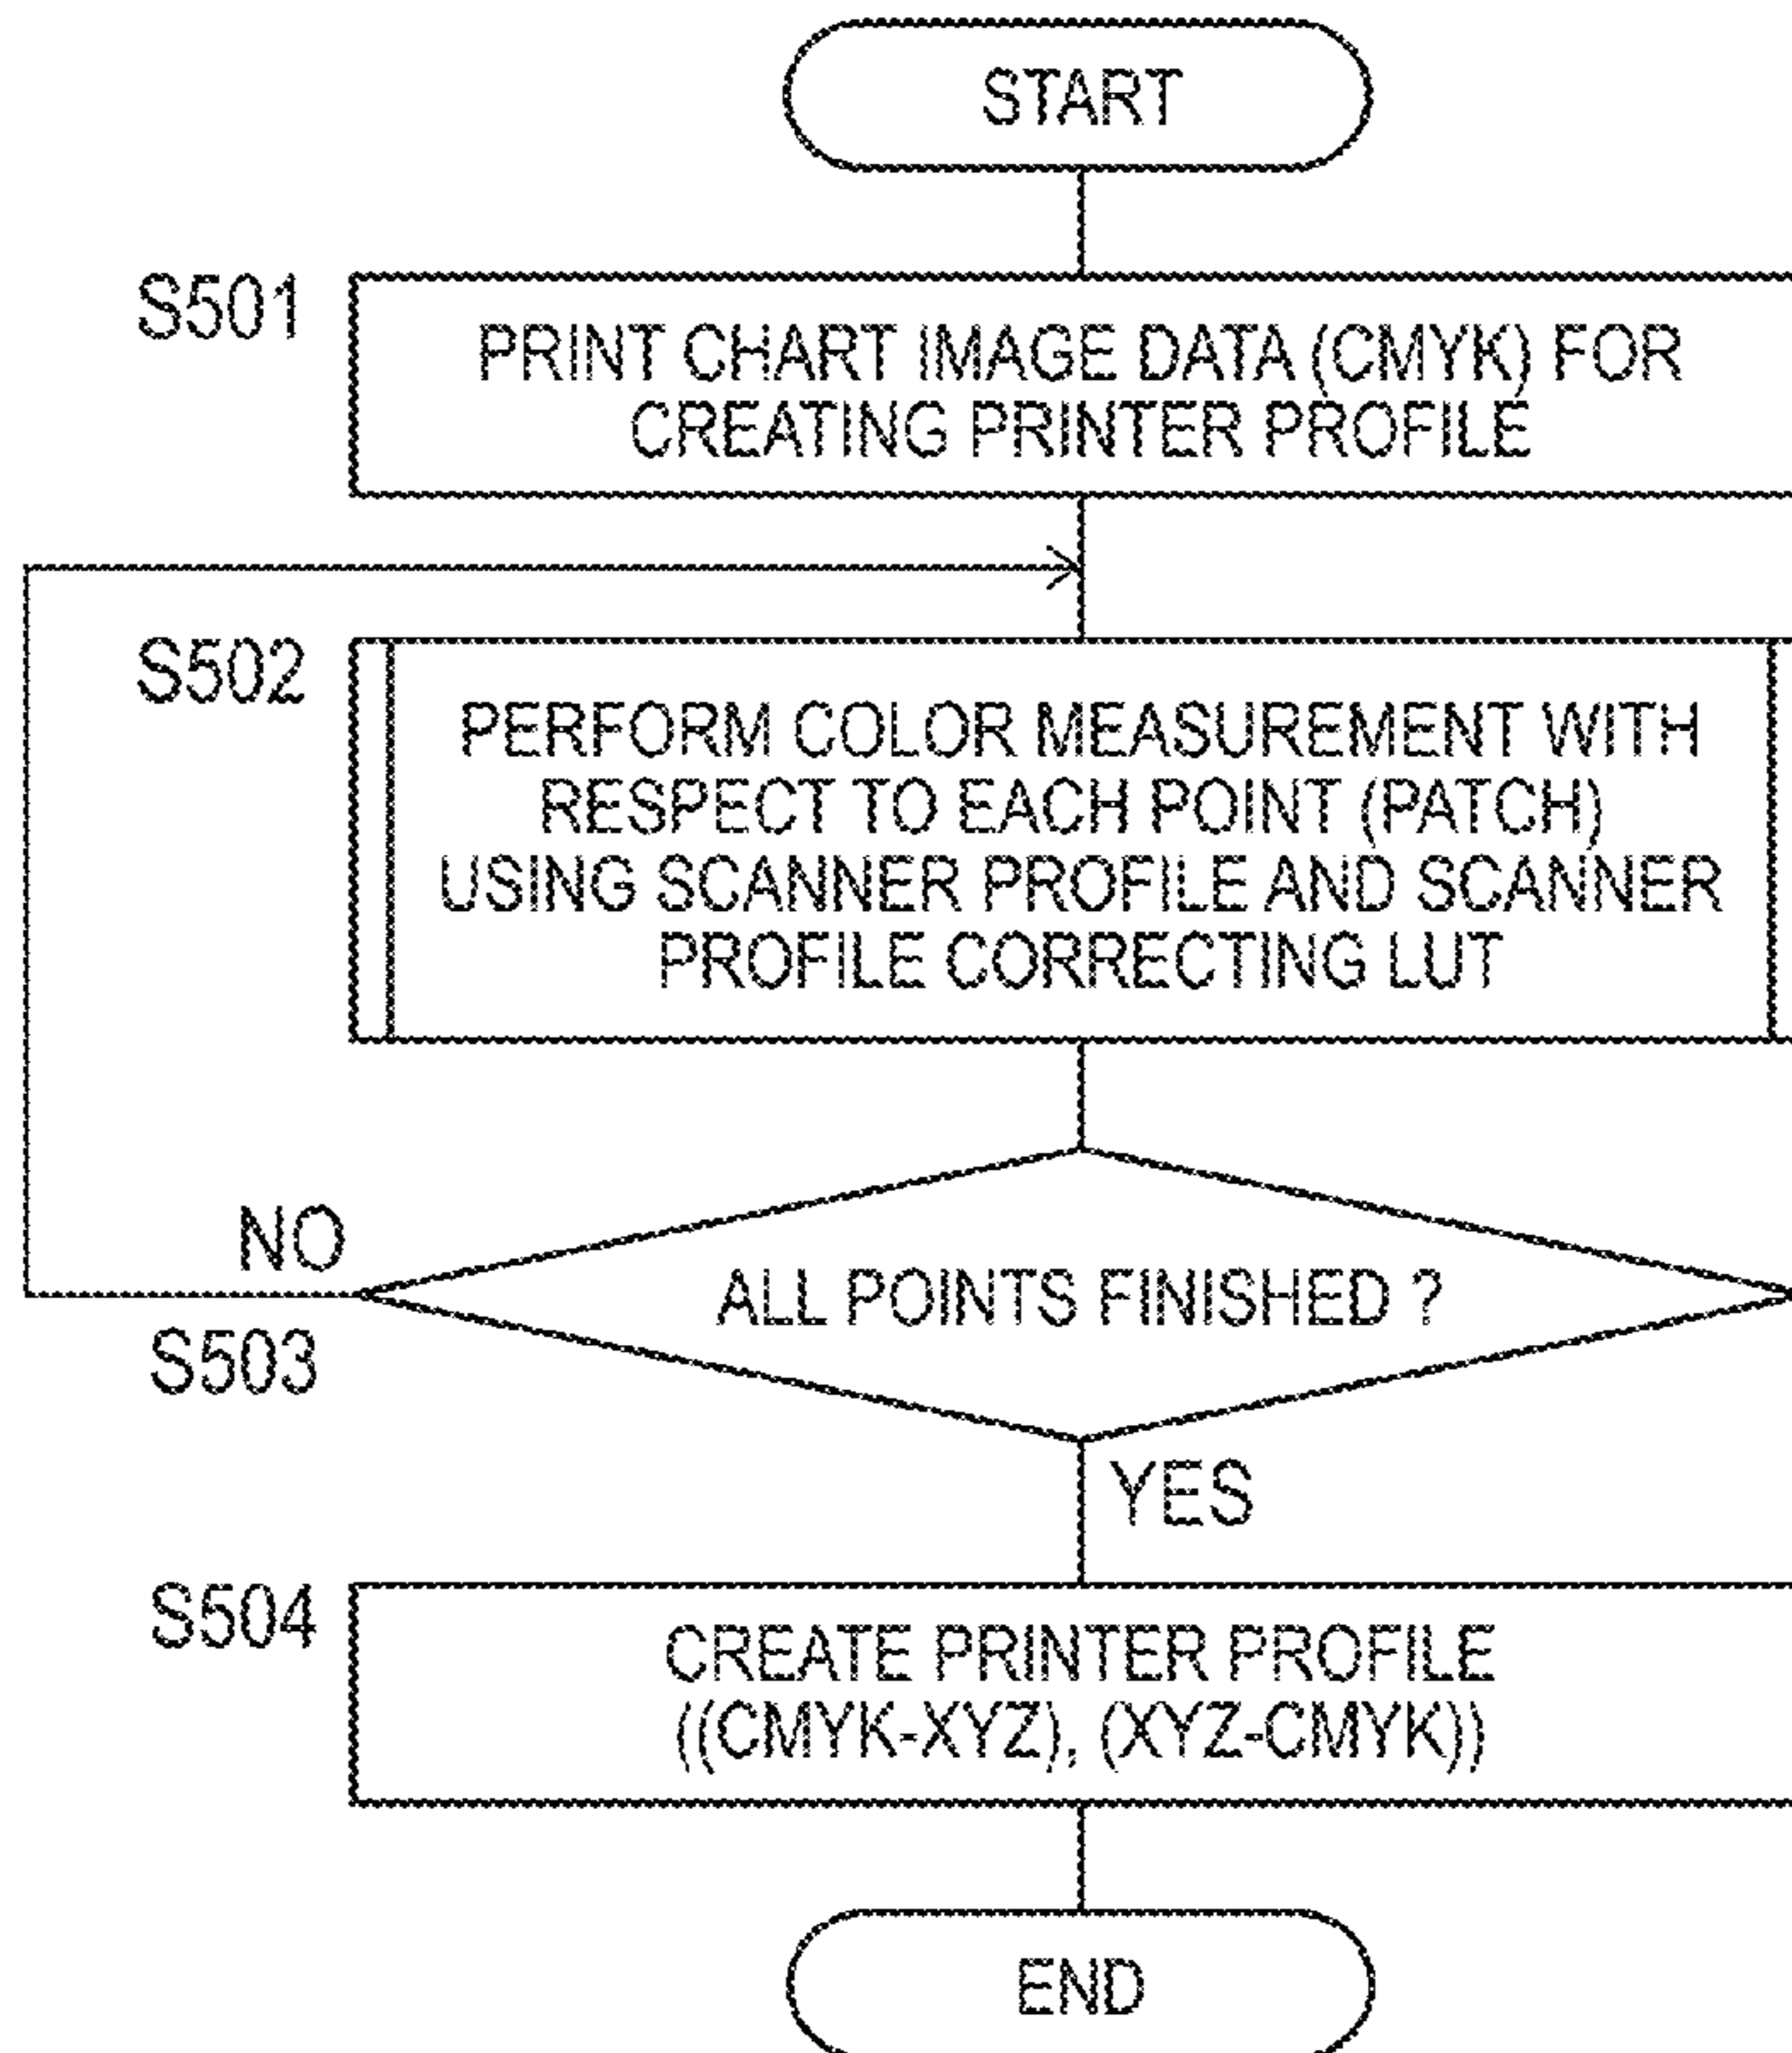 START
S501
PRINT CHART IMAGE DATA (CMYK) FOR
CREATING PRINTER PROFILE
S502
PERFORM COLOR MEASUREMENT WITH
RESPECT TO EACH POINT (PATCH)
USING SCANNER PROFILE AND SCANNER
PROFILE CORRECTING LUT
NO
ALL POINTS FINISHED ?
S503
YES
S504
CREATE PRINTER PROFILE
((CMYK-XYZ), (XYZ-CMYK))
END